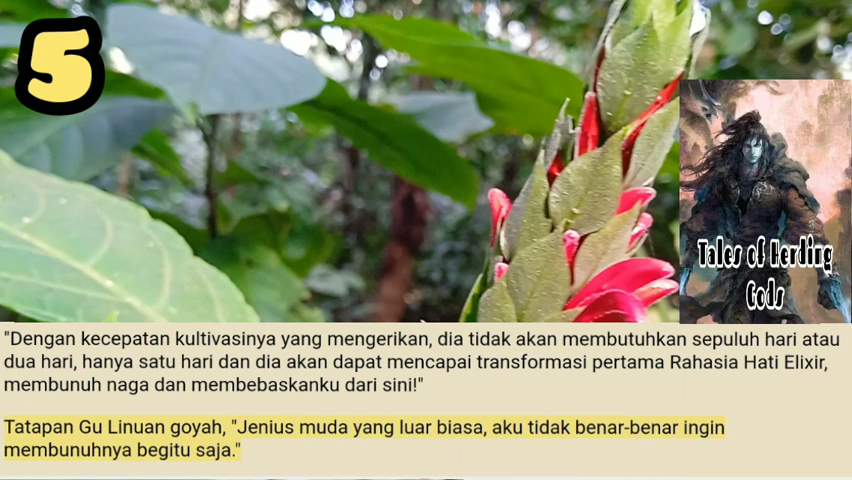 5
Tales of Herding
Gods
"Dengan kecepatan kultivasinya yang mengerikan, dia tidak akan membutuhkan sepuluh hari atau
dua hari, hanya satu hari dan dia akan dapat mencapai transformasi pertama Rahasia Hati Elixir,
membunuh naga dan membebaskanku dari sini!"
Tatapan Gu Linuan goyah, "Jenius muda yang luar biasa, aku tidak benar-benar ingin
membunuhnya begitu saja."